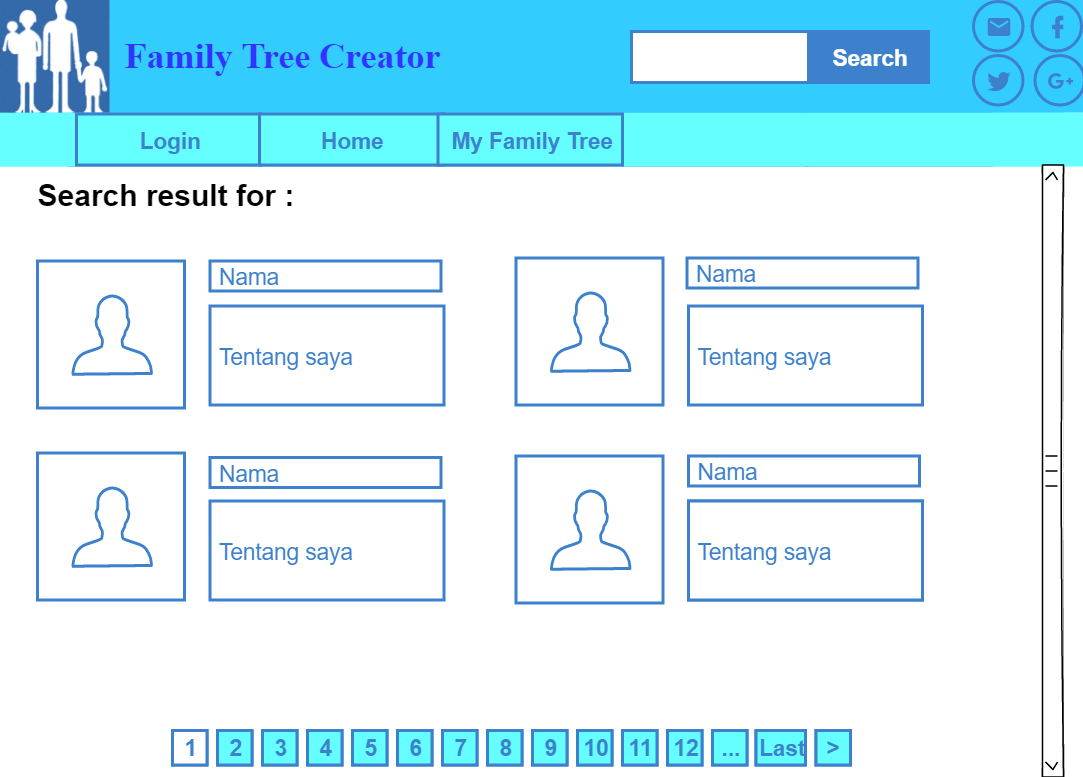 Family Tree Creator
Search
G+
Login Home My Family Tree
Search result for :
Nama
Tentang saya
Nama
Tentang saya
Nama
Tentang saya
Nama
Tentang saya
1 2 3 4 5 6 7 8 9 10 11 12 ... Last >